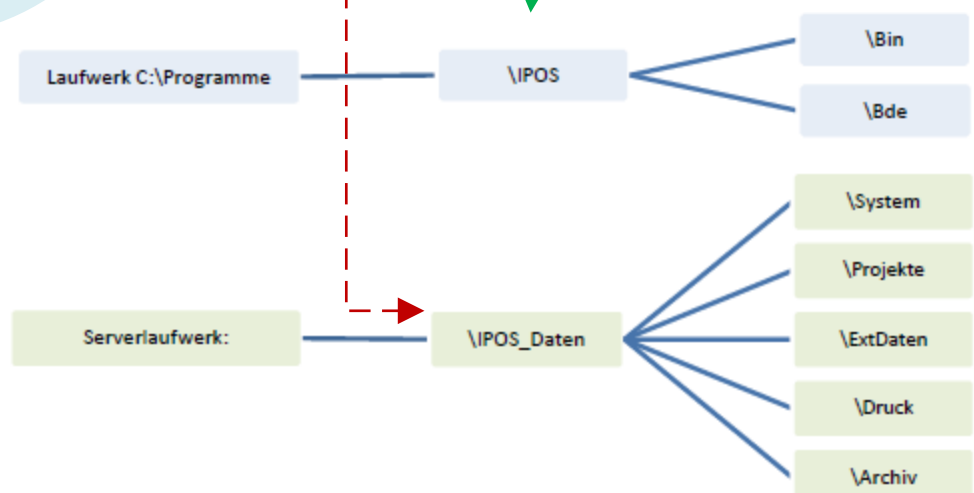 Laufwerk C:\Programme
\IPOS
\Bin
\Bde
Serverlaufwerk:
\IPOS_Daten
\System
\Projekte
\ExtDaten
\Druck
\Archiv